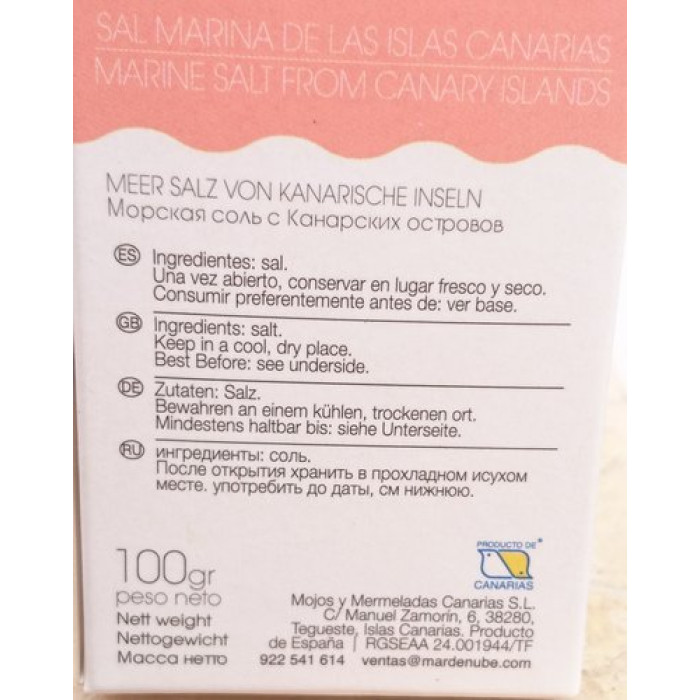 SAL MARINA DE LAS ISLAS CANARIAS
MARINE SALT FROM CANARY ISLANDS
MEER SALZ VON KANARISCHE INSELN
Морская соль с Канарских островов
ES Ingredientes: sal.
Una vez abierto, conservar en lugar fresco y seco.
Consumir preferentemente antes de: ver base.
GB Ingredients: salt.
Keep in a cool, dry place.
Best Before: see underside.
DE Zutaten: Salz.
Bewahren an einem kühlen, trockenen ort.
Mindestens haltbar bis: siehe Unterseite.
RU ингредиенты: соль.
После открытия хранить в прохладном исухом
месте. употребить до даты, см нижнюю.
100gr
peso neto
Nett weight
Nettogewicht
Масса нетто
PRODUCTO DE*
CANARIAS
Mojos y Mermeladas Canarias S.L.
C/ Manuel Zamorín, 6, 38280,
Tegueste, Islas Canarias. Producto
de España | RGSEAA 24.001944/TF
922 541 614 ventas@mardenube.com